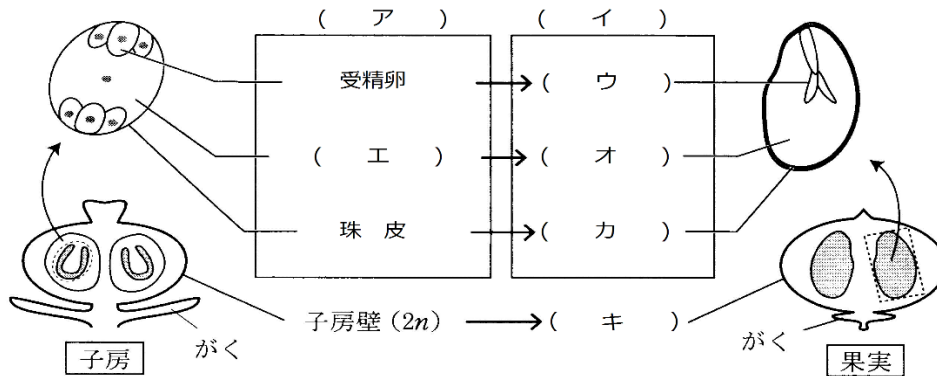 ( ア ) ( イ )
受精卵 ( ウ )
( エ ) ( オ )
珠 皮 ( カ )
子房壁 (2n) ( キ )
がく がく
子房 果実